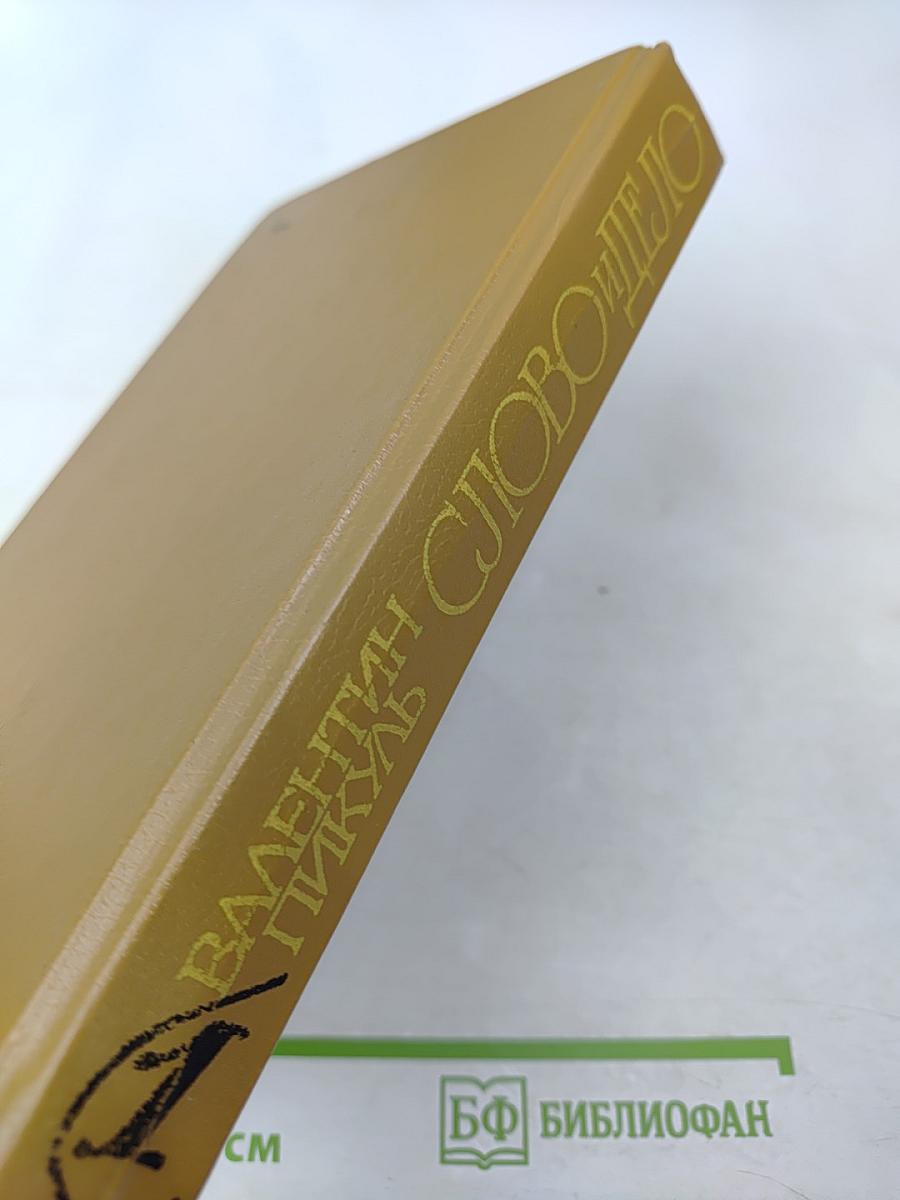 ВАЛЕНТИН
ПИКУЛЬ
СЛОВО и ДЕЛО
СМ
БФ БИБЛИОФАН